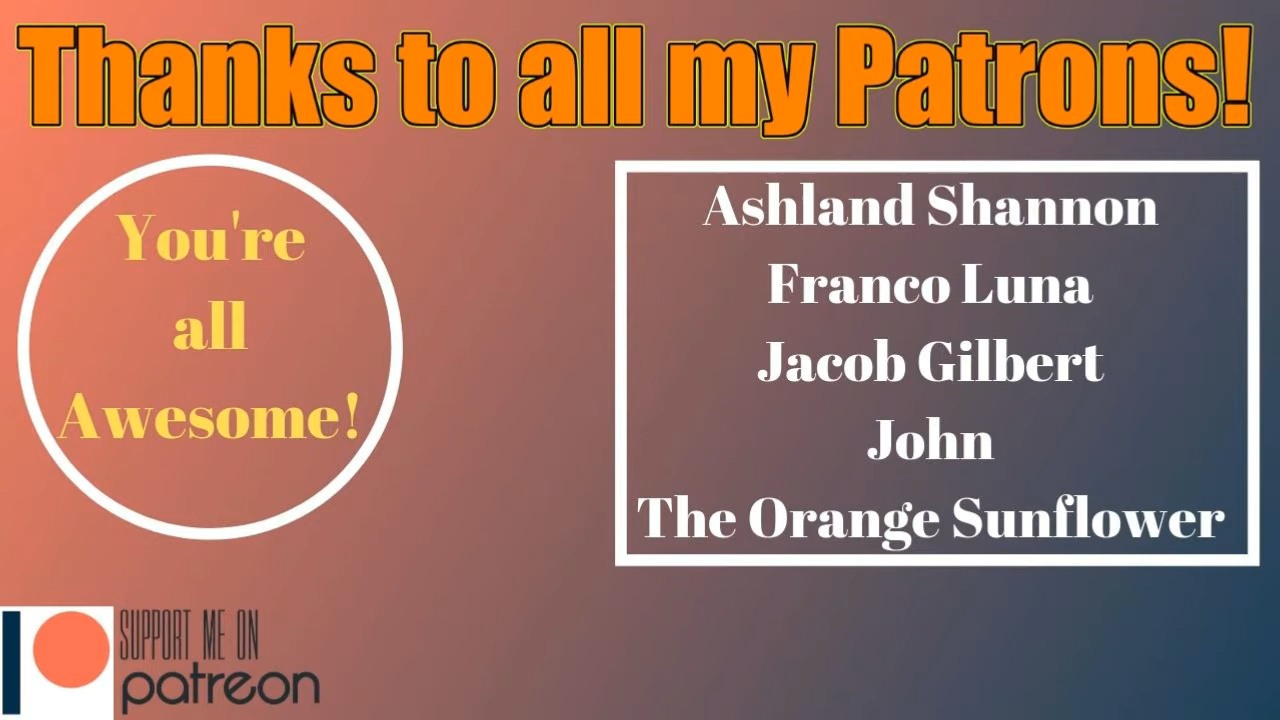 Thanks to all my Patrons!
You're
all
Awesome!
Ashland Shannon
Franco Luna
Jacob Gilbert
John
The Orange Sunflower
SUPPORT ME ON
patreon